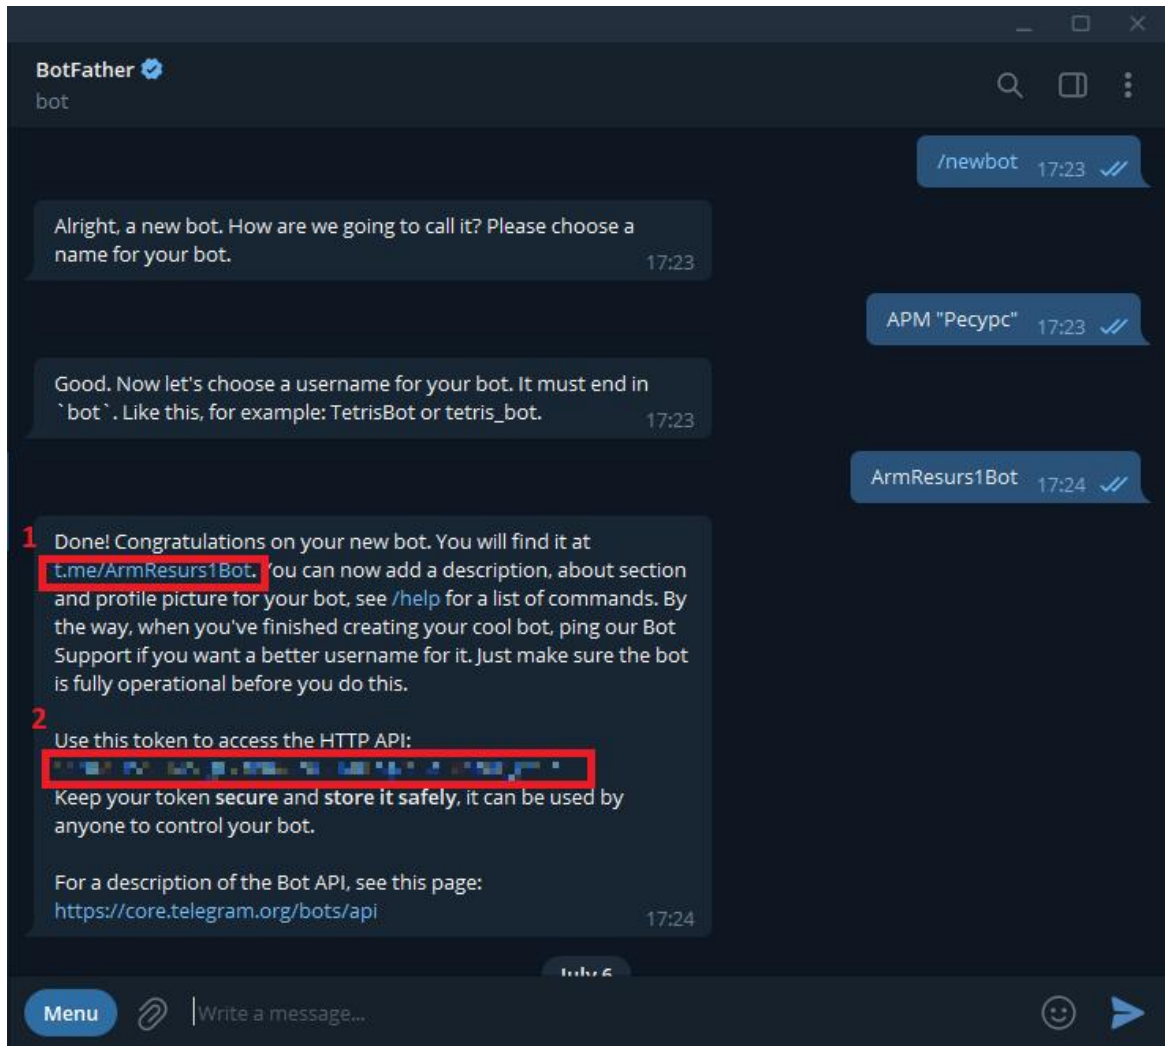 BotFather
bot
/newbot 17:23
Alright, a new bot. How are we going to call it? Please choose a
name for your bot.
17:23
АРМ "Ресурс" 17:23
Good. Now let's choose a username for your bot. It must end in
`bot`. Like this, for example: TetrisBot or tetris_bot.
17:23
ArmResurs1Bot 17:24
1
Done! Congratulations on your new bot. You will find it at
t.me/ArmResurs1Bot. You can now add a description, about section
and profile picture for your bot, see /help for a list of commands. By
the way, when you've finished creating your cool bot, ping our Bot
Support if you want a better username for it. Just make sure the bot
is fully operational before you do this.
2
Use this token to access the HTTP API:
Keep your token secure and store it safely, it can be used by
anyone to control your bot.
For a description of the Bot API, see this page:
https://core.telegram.org/bots/api
17:24
July 6
Menu
Write a message...